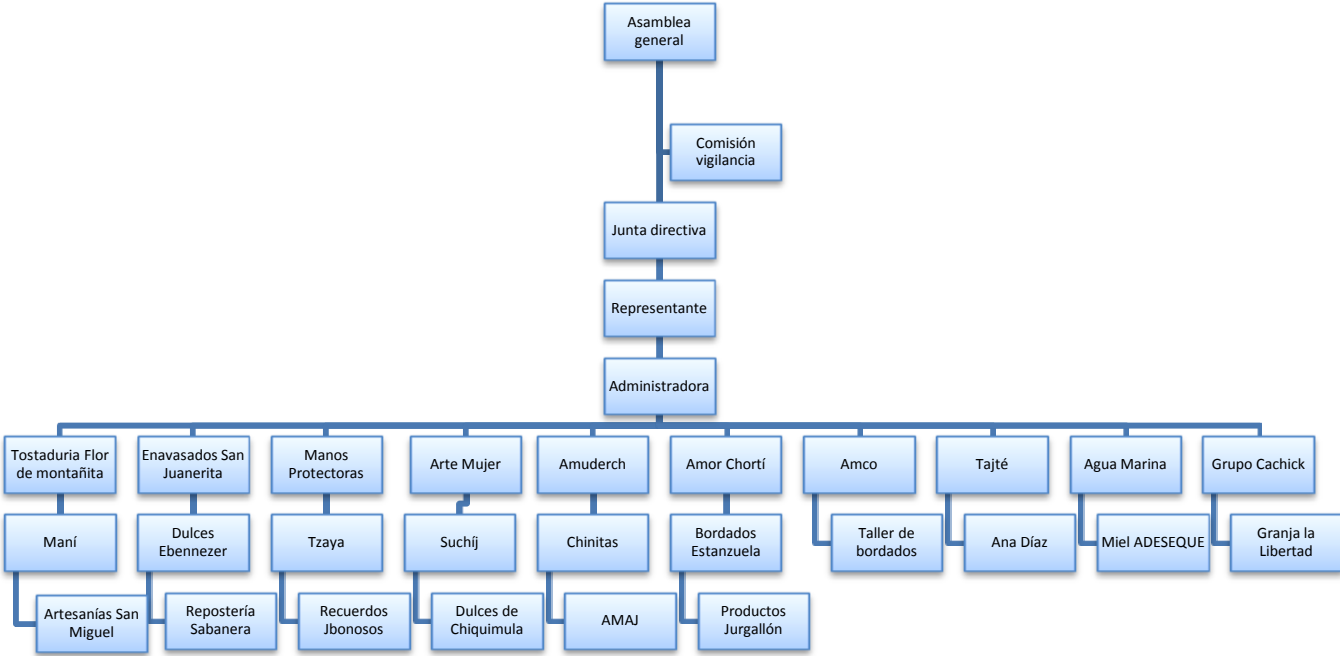 Asamblea
general
Comisión
vigilancia
Junta directiva
Representante
Administradora
Tostaduria Flor
de montañita
Enavasados San
Juanerita
Manos
Protectoras
Arte Mujer
Amuderch
Amor Chortí
Amco
Tajté
Agua Marina
Grupo Cachick
Maní
Dulces
Ebennezer
Tzaya
Suchíj
Chinitas
Bordados
Estanzuela
Taller de
bordados
Ana Díaz
Miel ADESEQUE
Granja la
Libertad
Artesanías San
Miguel
Repostería
Sabanera
Recuerdos
Jbonosos
Dulces de
Chiquimula
AMAJ
Productos
Jurgallón